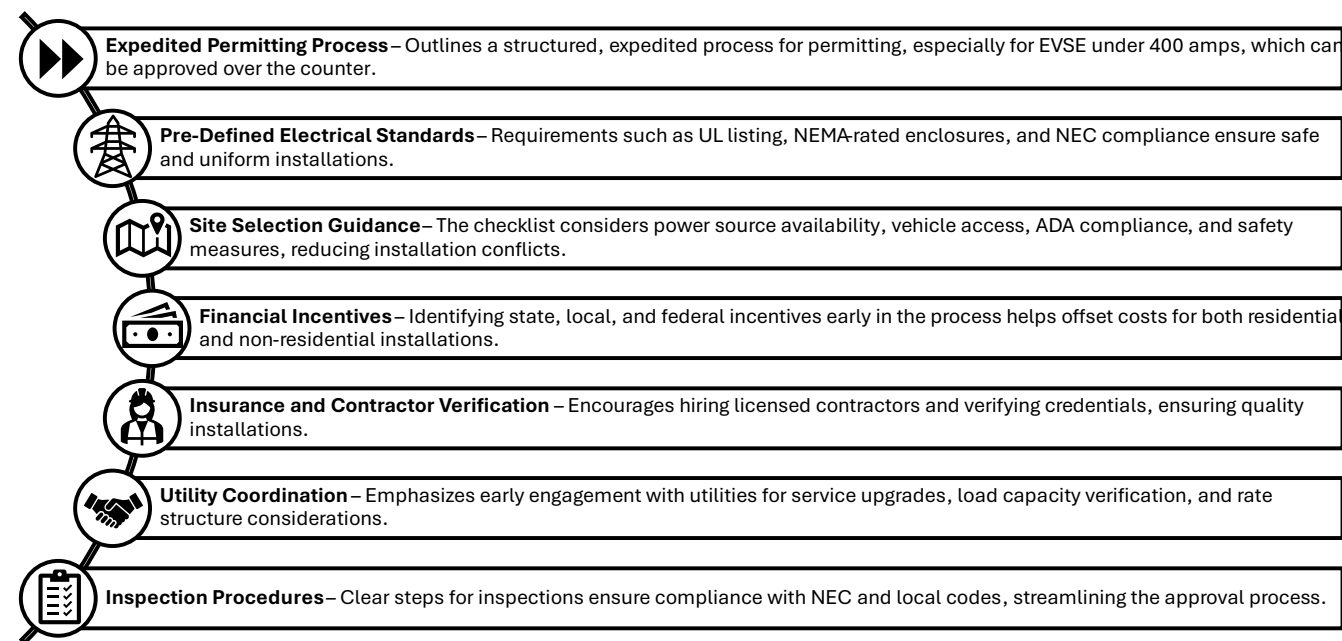 Expedited Permitting Process – Outlines a structured, expedited process for permitting, especially for EVSE under 400 amps, which can
be approved over the counter.
Pre-Defined Electrical Standards – Requirements such as UL listing, NEMA-rated enclosures, and NEC compliance ensure safe
and uniform installations.
Site Selection Guidance – The checklist considers power source availability, vehicle access, ADA compliance, and safety
measures, reducing installation conflicts.
Financial Incentives – Identifying state, local, and federal incentives early in the process helps offset costs for both residential
and non-residential installations.
Insurance and Contractor Verification – Encourages hiring licensed contractors and verifying credentials, ensuring quality
installations.
Utility Coordination – Emphasizes early engagement with utilities for service upgrades, load capacity verification, and rate
structure considerations.
Inspection Procedures – Clear steps for inspections ensure compliance with NEC and local codes, streamlining the approval process.